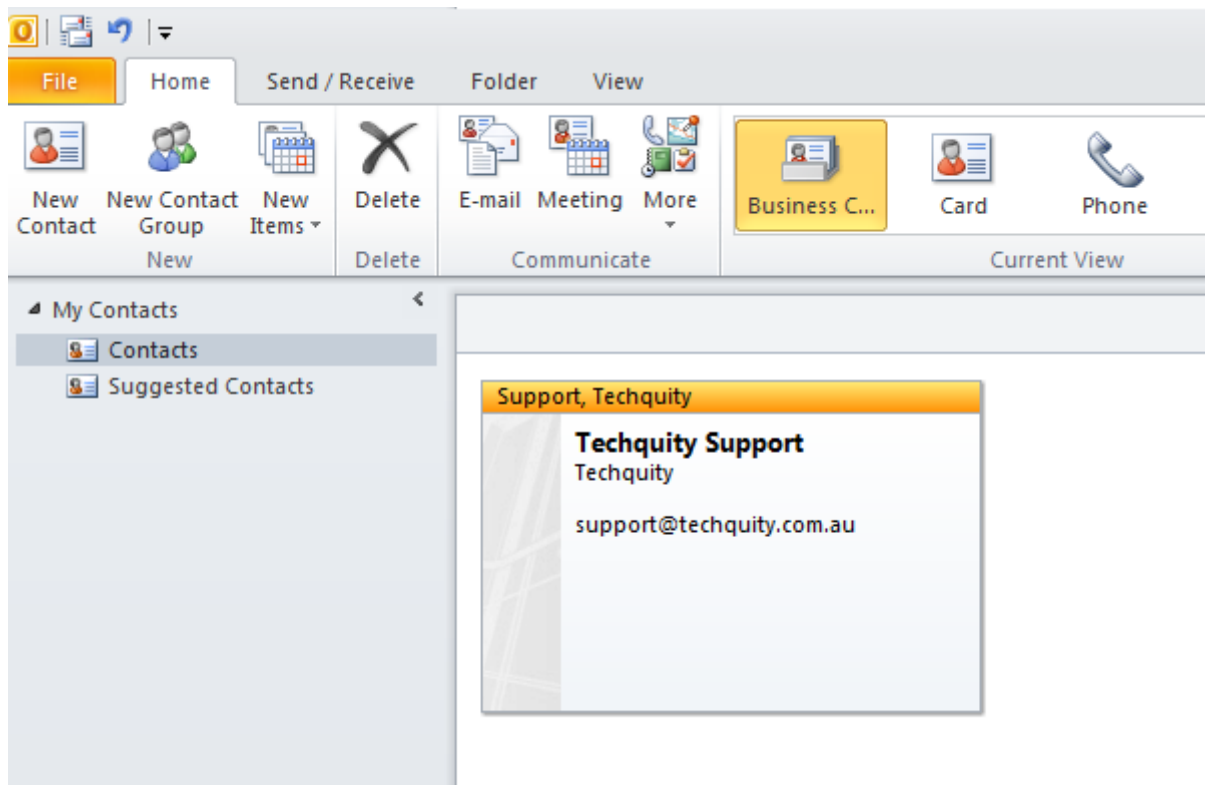 File Home Send / Receive Folder View
New Contact
New Contact Group
New Items
Delete
E-mail
Meeting
More
Business C...
Card
Phone
New
Delete
Communicate
Current View
My Contacts
Contacts
Suggested Contacts
Support, Techquity
Techquity Support
Techquity
support@techquity.com.au